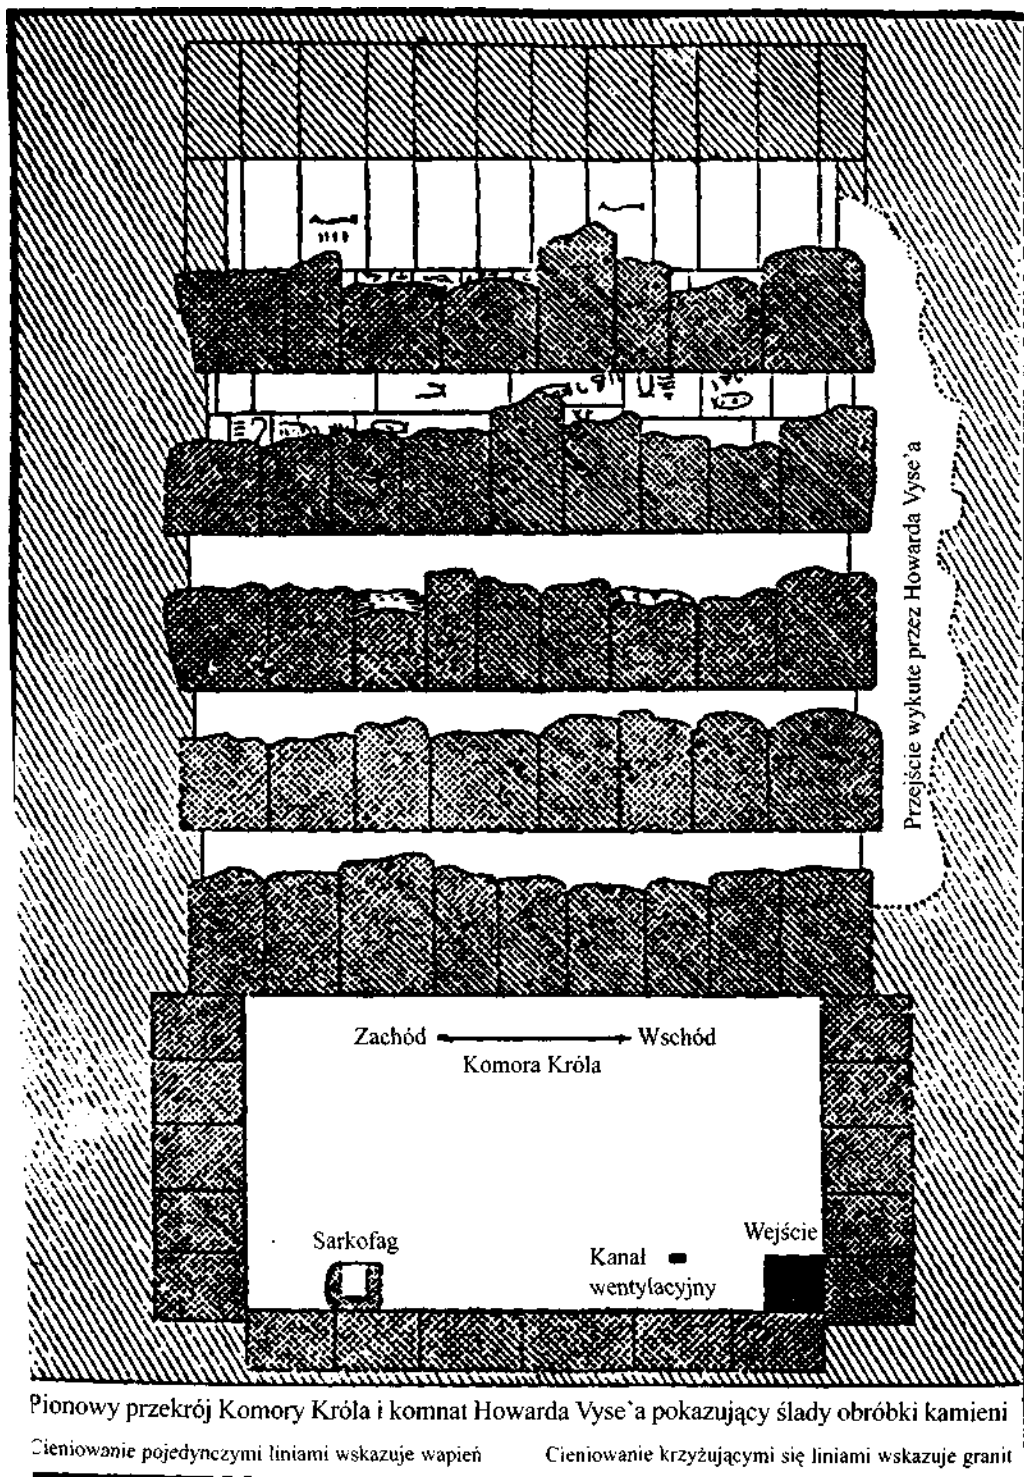 Przejście wykute przez Howarda Vyse'a
Zachód Wschód
Komora Króla
Sarkofag
Wejście
Kanał
wentylacyjny
Pionowy przekrój Komory Króla i komnat Howarda Vyse'a pokazujący ślady obróbki kamieni
Cieniowanie pojedynczymi liniami wskazuje wapień Cieniowanie krzyżującymi się liniami wskazuje granit